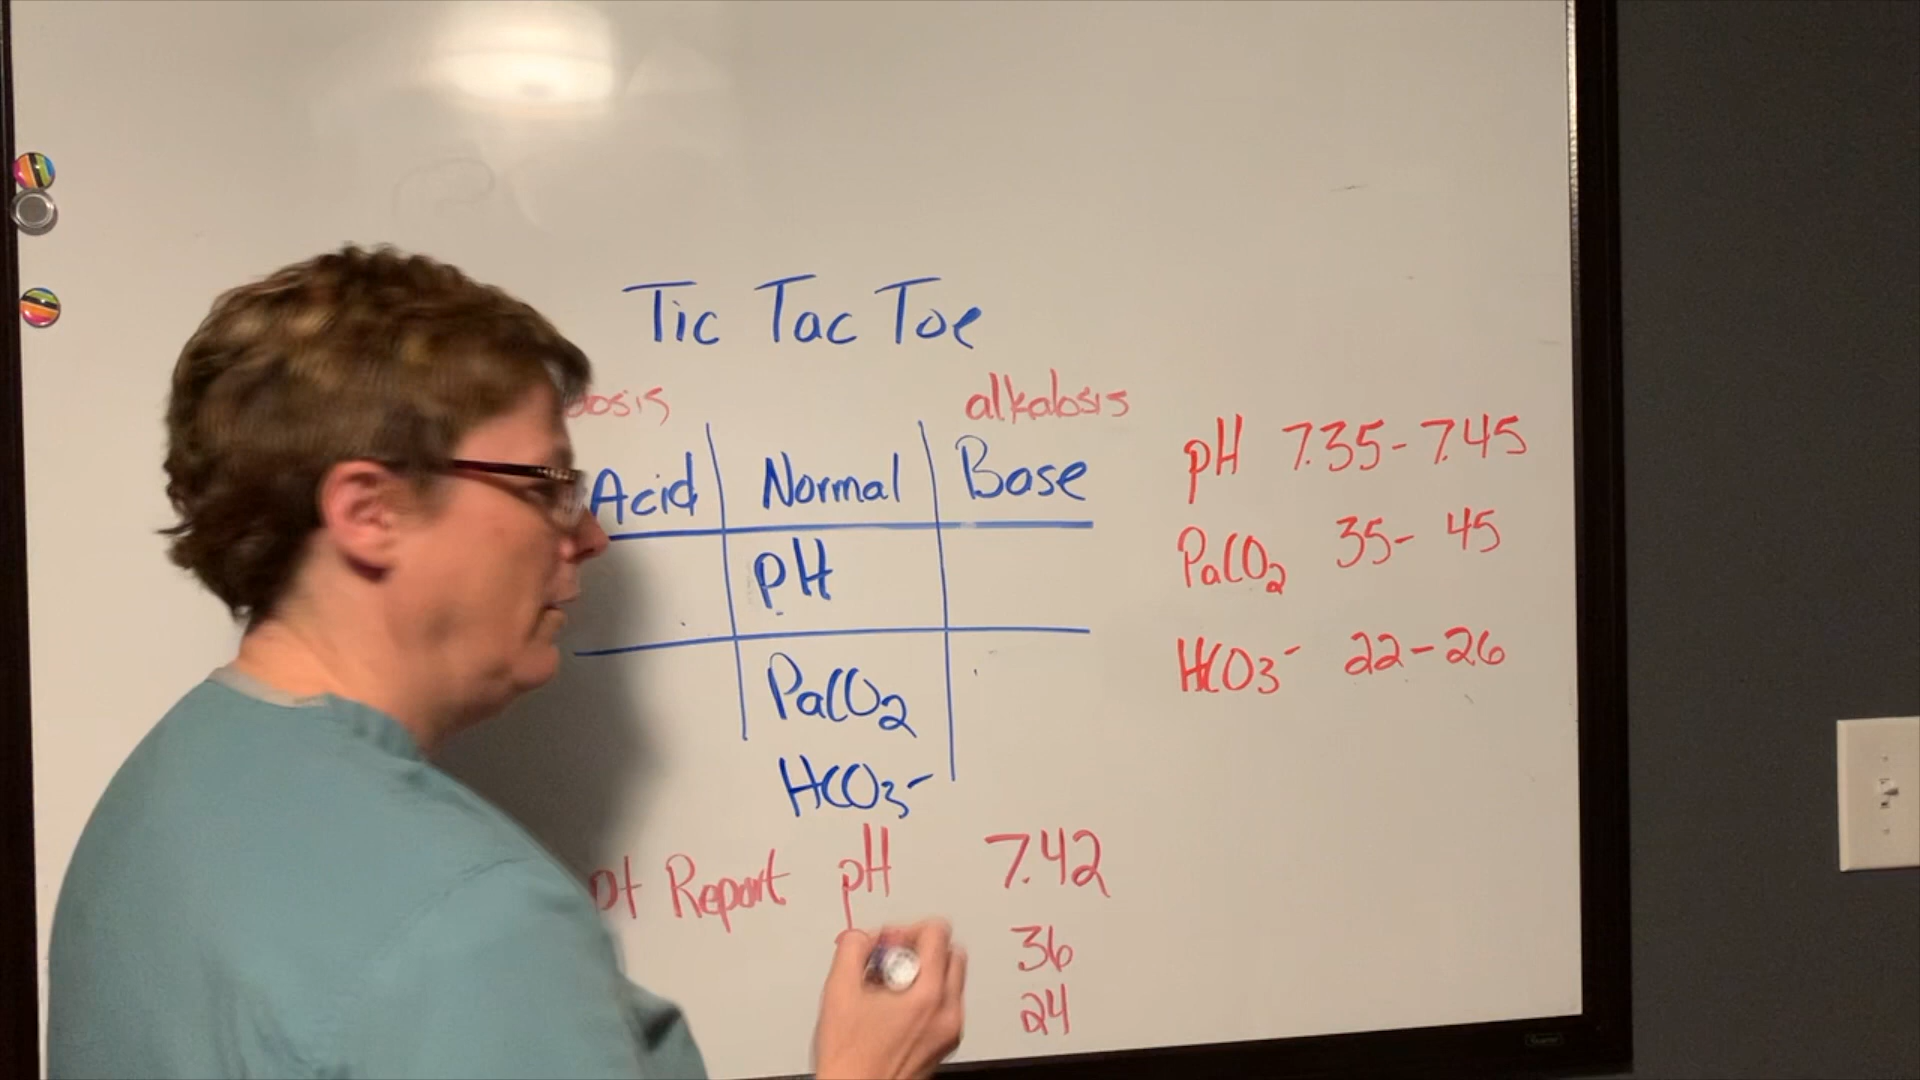 Tic Tac Toe
alkalosis
Acid Normal Base
pH
PaCO2
HCO3-
pH 7.35-7.45
PaCO2 35-45
HCO3- 22-26
pt Report pH 7.42
36
24